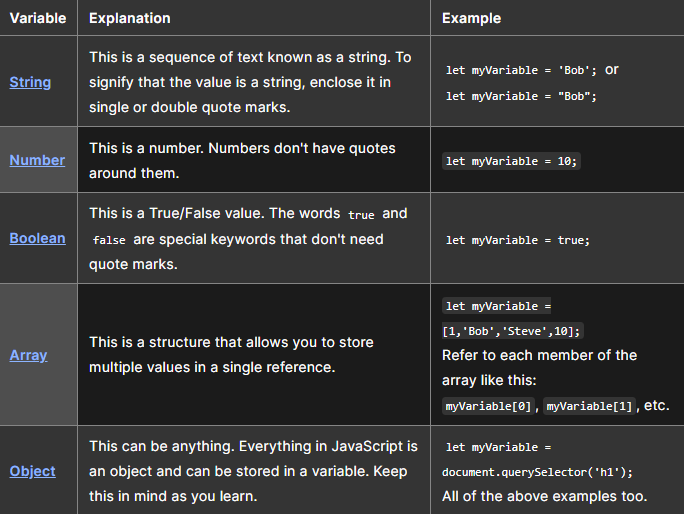 Variable Explanation Example
String
This is a sequence of text known as a string. To
signify that the value is a string, enclose it in
single or double quote marks.
let myVariable = 'Bob'; or
let myVariable = "Bob";
Number
This is a number. Numbers don't have quotes
around them.
let myVariable = 10;
Boolean
This is a True/False value. The words true and
false are special keywords that don't need
quote marks.
let myVariable = true;
Array
This is a structure that allows you to store
multiple values in a single reference.
let myVariable =
[1,'Bob','Steve',10];
Refer to each member of the
array like this:
myVariable[0], myVariable[1], etc.
Object
This can be anything. Everything in JavaScript is
an object and can be stored in a variable. Keep
this in mind as you learn.
let myVariable =
document.querySelector('h1');
All of the above examples too.